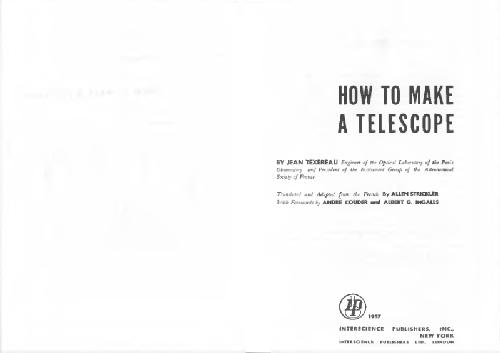 HOW TO MAKE
A TELESCOPE
BY JEAN TEXEREAU Engineer of the Optical Laboratory of the Paris
Observatory and President of the Instrument Group of the Astronomical
Society of France
Translated and Adapted from the French By ALLEN STRICKLER
With Forewords by ANDRÉ COUDER and ALBERT G. INGALLS
1957
INTERSCIENCE PUBLISHERS, INC.,
NEW YORK
INTERSCIENCE PUBLISHERS LTD., LONDON